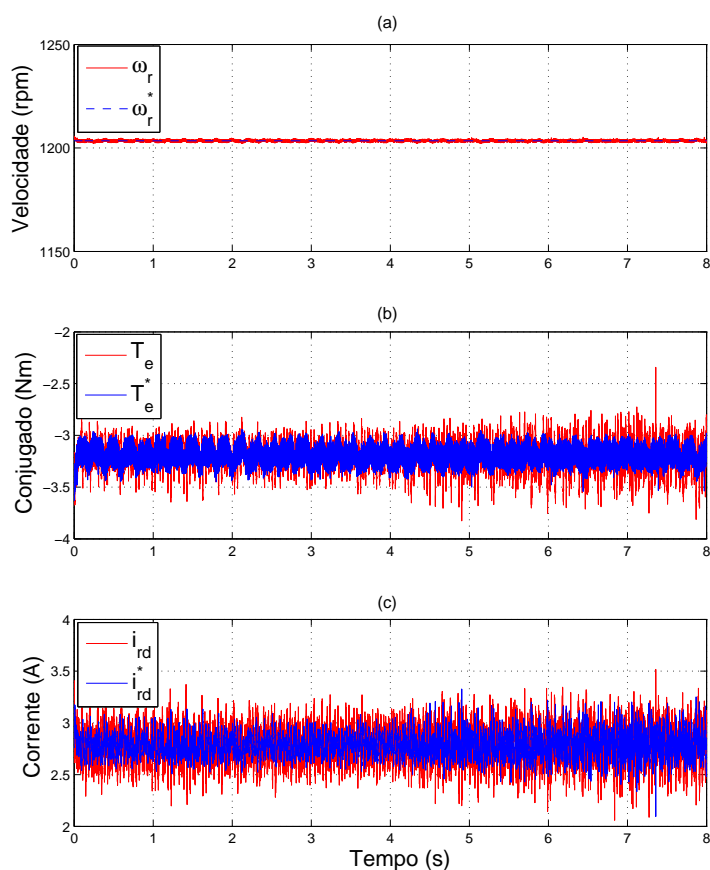 (a)
1250
1200
1150
Velocidade (rpm)
ω_r
ω_r^*
0 1 2 3 4 5 6 7 8
(b)
−2
−2.5
−3
−3.5
−4
Conjugado (Nm)
T_e
T_e^*
0 1 2 3 4 5 6 7 8
(c)
4
3.5
3
2.5
2
Corrente (A)
i_rd
i_rd^*
0 1 2 3 4 5 6 7 8
Tempo (s)